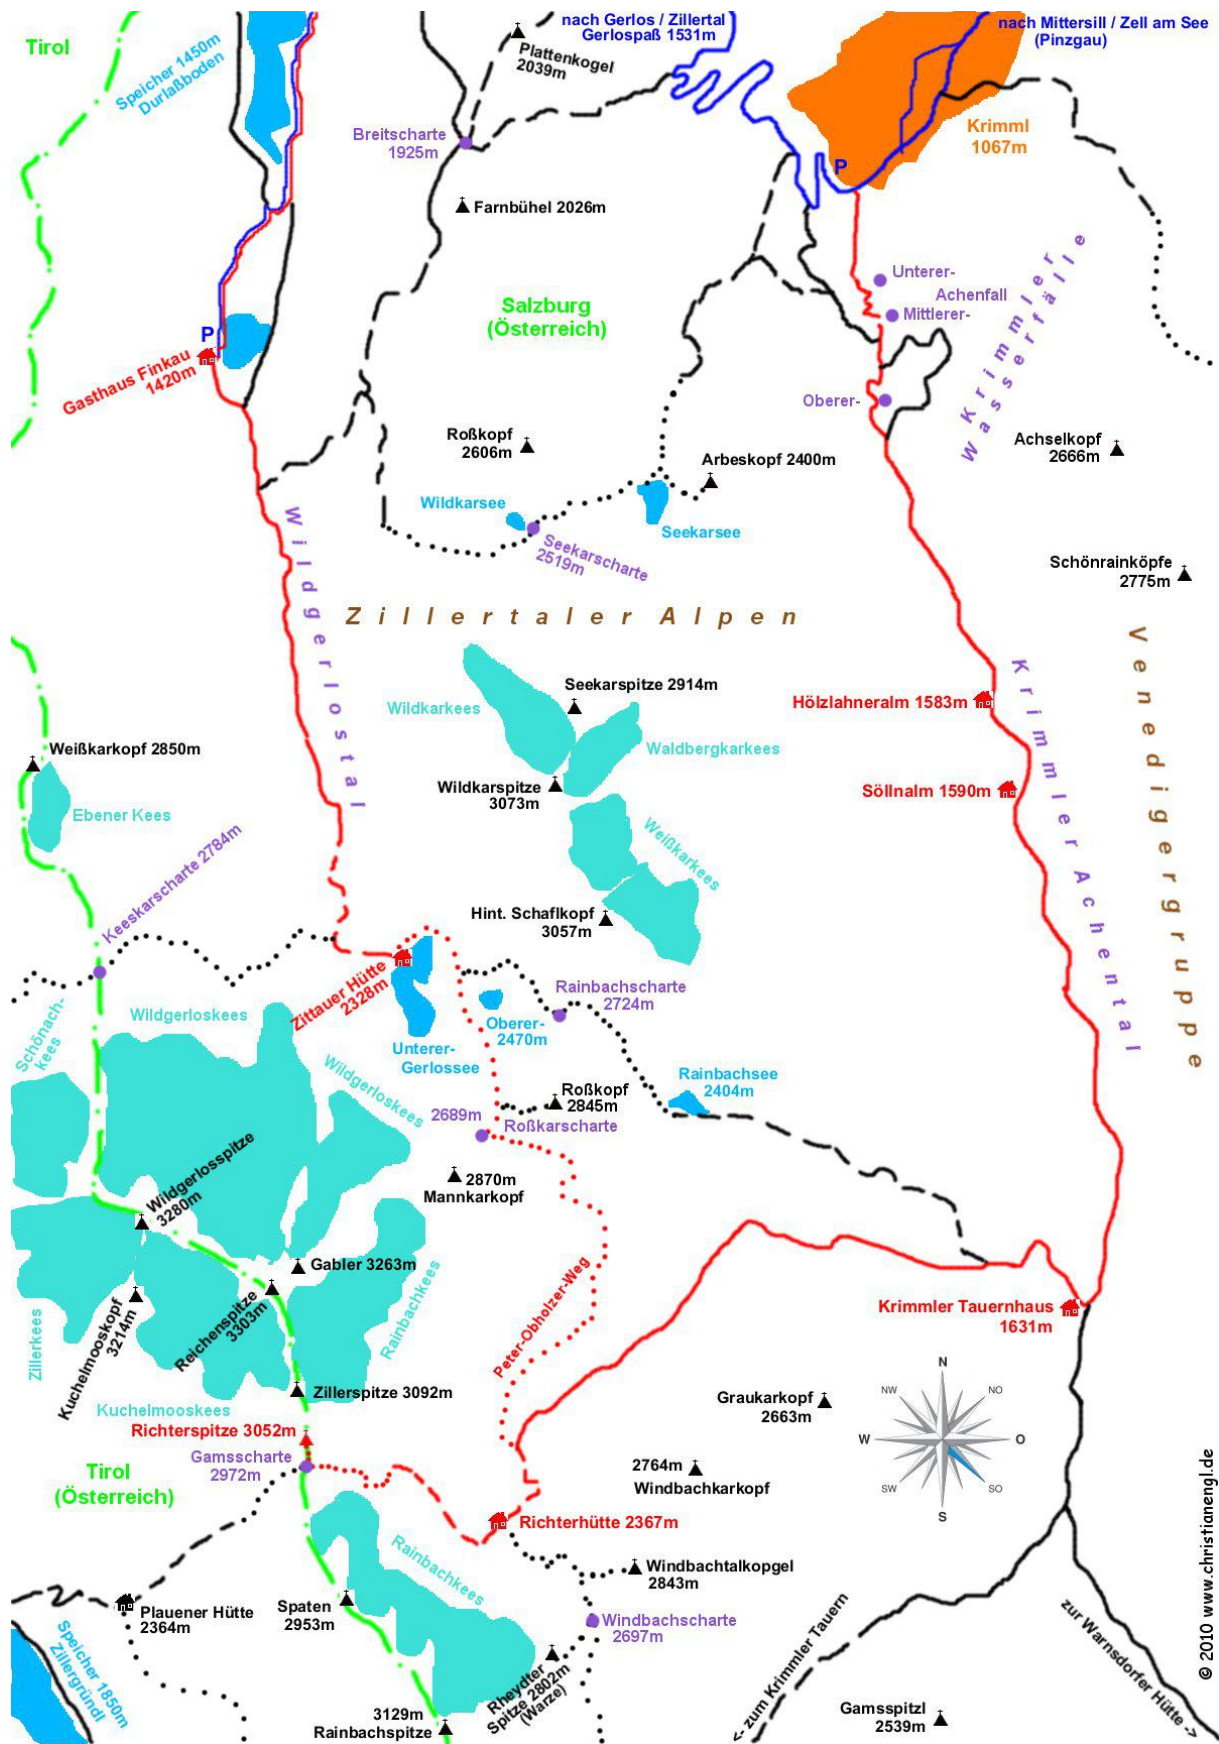 Tirol
Speicher 1450m
Durlaßboden
Plattenkogel
2039m
nach Gerlos / Zillertal
Gerlospaß 1531m
nach Mittersill / Zell am See
(Pinzgau)
Breitscharte
1925m
Krimml
1067m
P
Farnbühel 2026m
Unterer-
Achenfall
Mittlerer-
Krimmler
Wasserfälle
Salzburg
(Österreich)
P
Gasthaus Finkau
1420m
Oberer-
Roßkopf
2606m
Arbeskopf 2400m
Achselkopf
2666m
Wildkarsee
Seekarsee
Seekarscharte
2519m
Schönrainköpfe
2775m
Wildgerlostal
Zillertaler Alpen
Venedigergruppe
Krimmler Achental
Wildkarkees
Seekarspitze 2914m
Waldbergkarkees
Hölzlahneralm 1583m
Weißkarkopf 2850m
Wildkarspitze
3073m
Söllnalm 1590m
Ebener Kees
Weißkarkees
Keeskarscharte 2784m
Hint. Schaflkopf
3057m
Zittauer Hütte
2328m
Rainbachscharte
2724m
Schönach-
kees
Wildgerloskees
Oberer-
2470m
Unterer-
Gerlossee
Wildgerloskees
Rainbachsee
2404m
Roßkopf
2845m
2689m
Roßkarscharte
Wildgerlosspitze
3280m
2870m
Mannkarkopf
Gabler 3263m
Peter-Obholzer-Weg
Rainbachkees
Reichenspitze
3303m
Kuchelmooskopf
3214m
Zillerkees
Krimmler Tauernhaus
1631m
Zillerspitze 3092m
Kuchelmooskees
Richterspitze 3052m
Gamsscharte
2972m
Graukarkopf
2663m
N
NW
NO
W
O
SW
SO
S
Tirol
(Österreich)
2764m
Windbachkarkopf
Richterhütte 2367m
Rainbachkees
Windbachtalkopgel
2843m
Plauener Hütte
2364m
Spaten
2953m
Windbachscharte
2697m
Speicher 1850m
Zillergründl
Rheydter
Spitze 2802m
(Warze)
3129m
Rainbachspitze
<- zum Krimmler Tauern
zur Warnsdorfer Hütte ->
Gamsspitzl
2539m
© 2010 www.christianengl.de